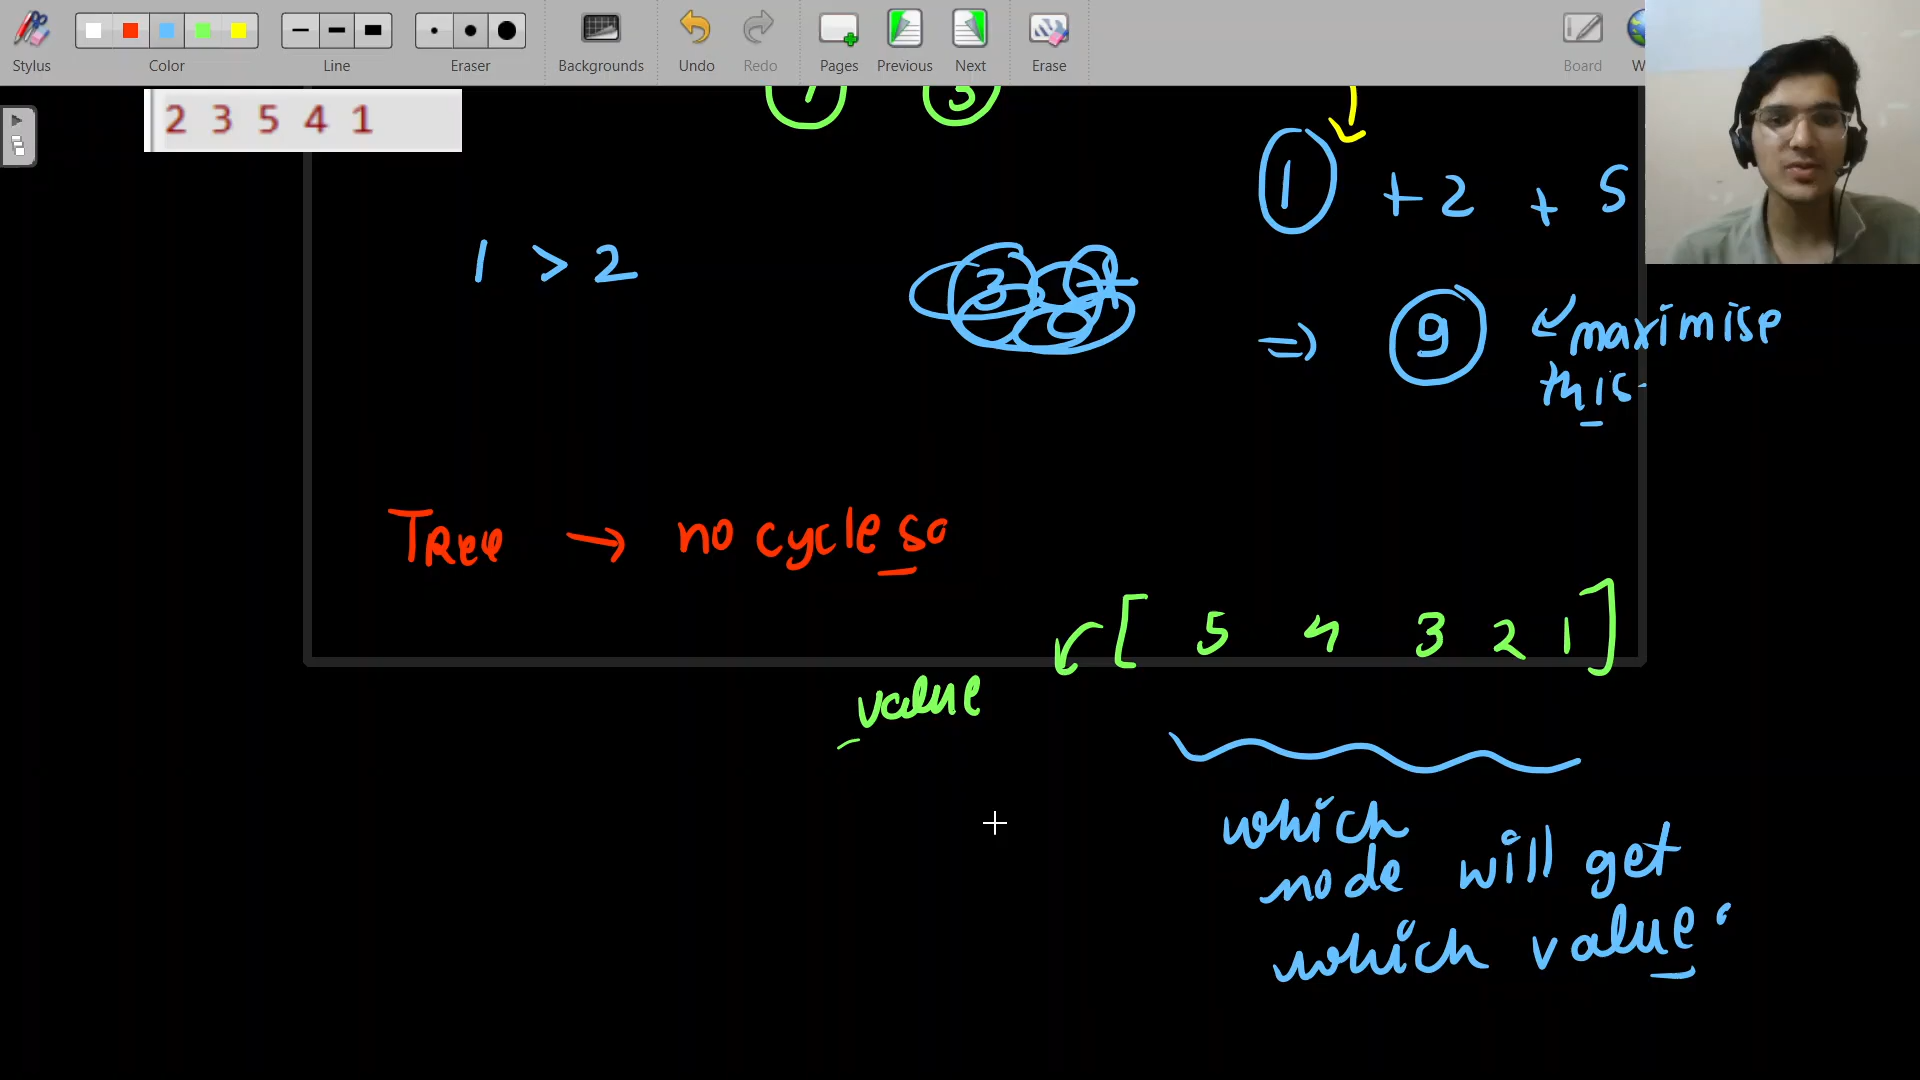 Stylus
Color
Line
Eraser
Backgrounds
Undo
Redo
Pages
Previous
Next
Erase
Board
W
2 3 5 4 1
1 + 2 + 5
1 > 2
3
=> 9
maximise
this
Tree → no cycle so
[ 5 4 3 2 1 ]
value
which
node will get
which value